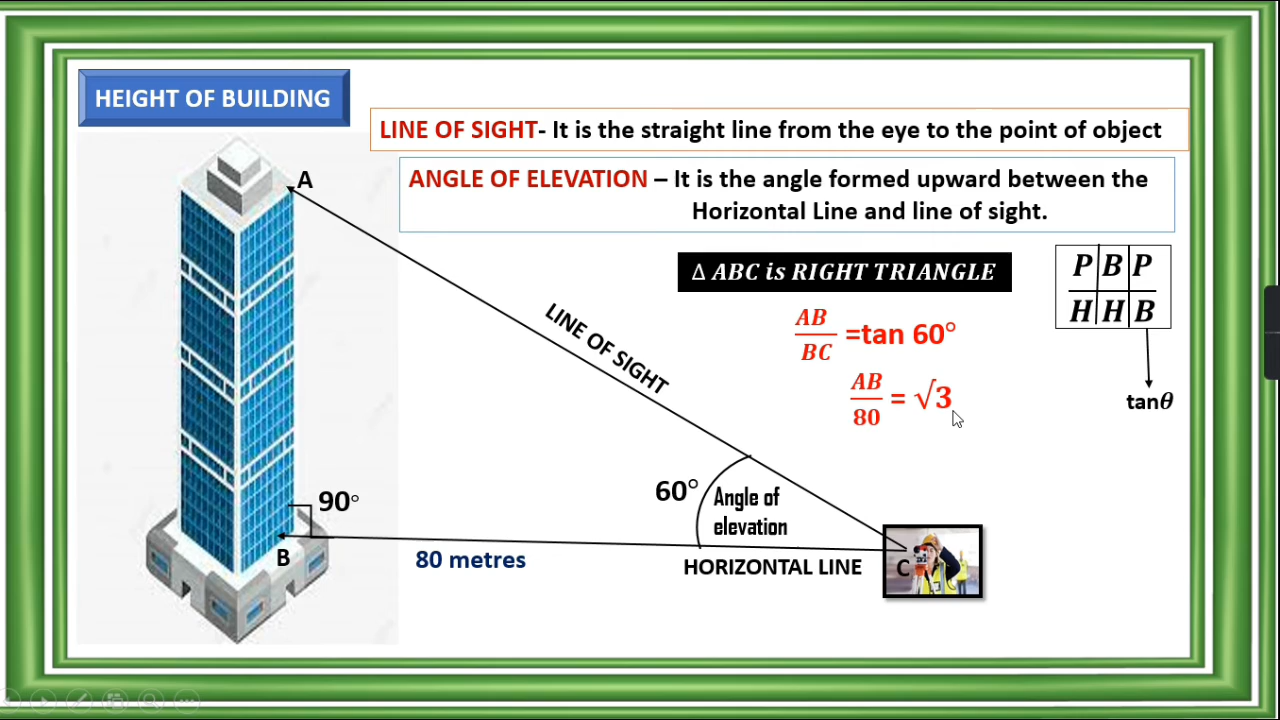 HEIGHT OF BUILDING
LINE OF SIGHT- It is the straight line from the eye to the point of object
ANGLE OF ELEVATION – It is the angle formed upward between the
Horizontal Line and line of sight.
A
Δ ABC is RIGHT TRIANGLE
P B P
H H B
tanθ
AB/BC =tan 60°
AB/80 = √3
LINE OF SIGHT
60°
Angle of
elevation
90°
B
80 metres
HORIZONTAL LINE
C